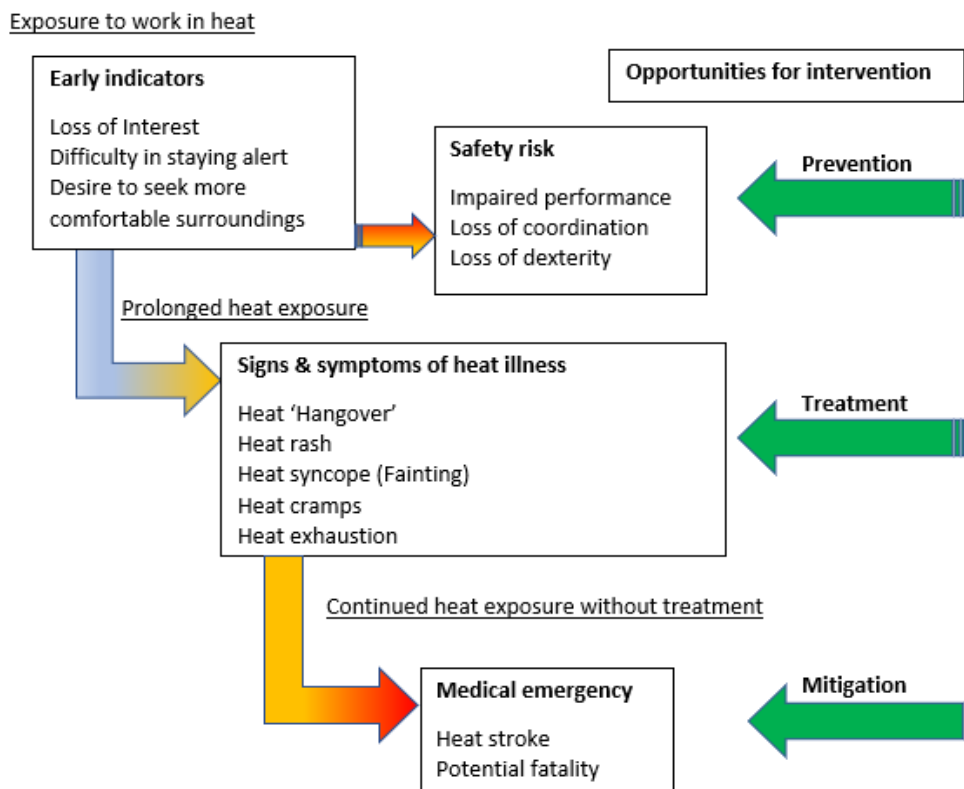 Exposure to work in heat
Early indicators
Loss of Interest
Difficulty in staying alert
Desire to seek more
comfortable surroundings
Opportunities for intervention
Safety risk
Impaired performance
Loss of coordination
Loss of dexterity
Prevention
Prolonged heat exposure
Signs & symptoms of heat illness
Heat ‘Hangover’
Heat rash
Heat syncope (Fainting)
Heat cramps
Heat exhaustion
Treatment
Continued heat exposure without treatment
Medical emergency
Heat stroke
Potential fatality
Mitigation